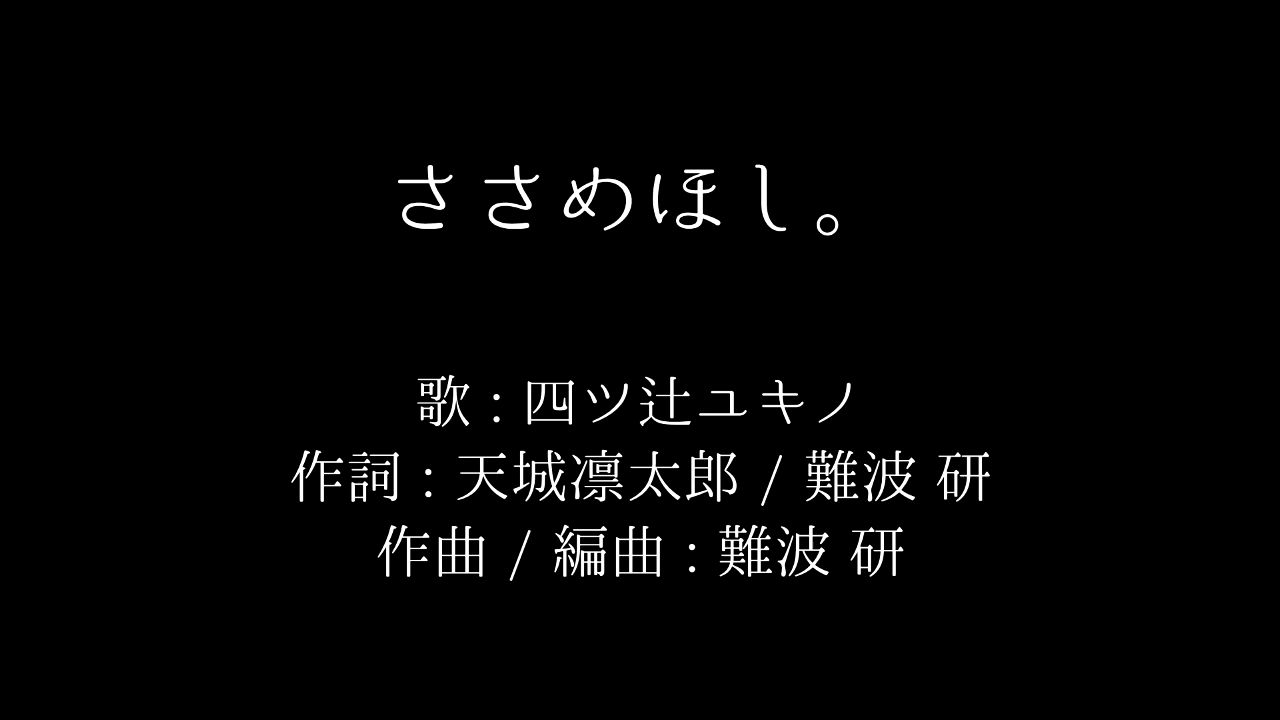 ささめほし。
歌 : 四ツ辻ユキノ
作詞 : 天城凛太郎 / 難波 研
作曲 / 編曲 : 難波 研